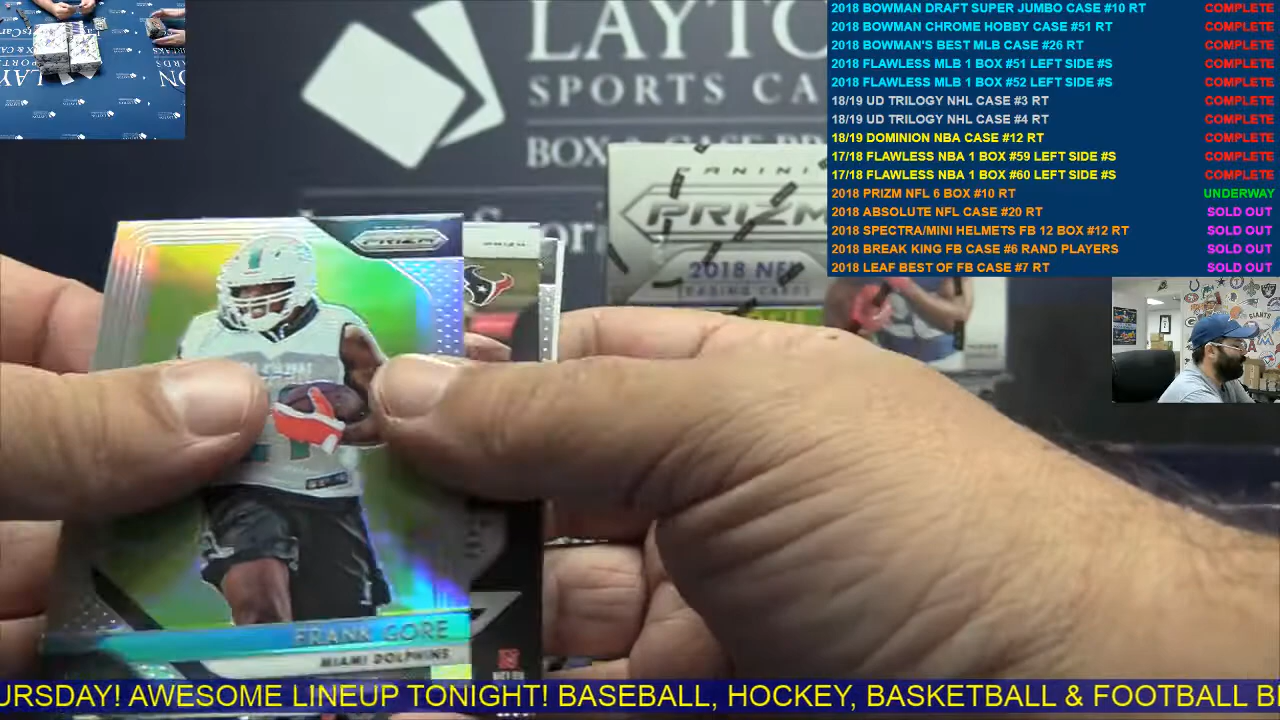 2018 BOWMAN DRAFT SUPER JUMBO CASE #10 RT COMPLETE
2018 BOWMAN CHROME HOBBY CASE #51 RT COMPLETE
2018 BOWMAN'S BEST MLB CASE #26 RT COMPLETE
2018 FLAWLESS MLB 1 BOX #51 LEFT SIDE #S COMPLETE
2018 FLAWLESS MLB 1 BOX #52 LEFT SIDE #S COMPLETE
18/19 UD TRILOGY NHL CASE #3 RT COMPLETE
18/19 UD TRILOGY NHL CASE #4 RT COMPLETE
18/19 DOMINION NBA CASE #12 RT COMPLETE
17/18 FLAWLESS NBA 1 BOX #59 LEFT SIDE #S COMPLETE
17/18 FLAWLESS NBA 1 BOX #60 LEFT SIDE #S COMPLETE
2018 PRIZM NFL 6 BOX #10 RT UNDERWAY
2018 ABSOLUTE NFL CASE #20 RT SOLD OUT
2018 SPECTRA/MINI HELMETS FB 12 BOX #12 RT SOLD OUT
2018 BREAK KING FB CASE #6 RAND PLAYERS SOLD OUT
2018 LEAF BEST OF FB CASE #7 RT SOLD OUT
LAYTO
SPORTS CA
BOX & CASE
PANINI
PRIZM
2018 NFL
TRADING CARDS
PRIZM
FRANK GORE
MIAMI DOLPHINS
URSDAY! AWESOME LINEUP TONIGHT! BASEBALL, HOCKEY, BASKETBALL & FOOTBALL B